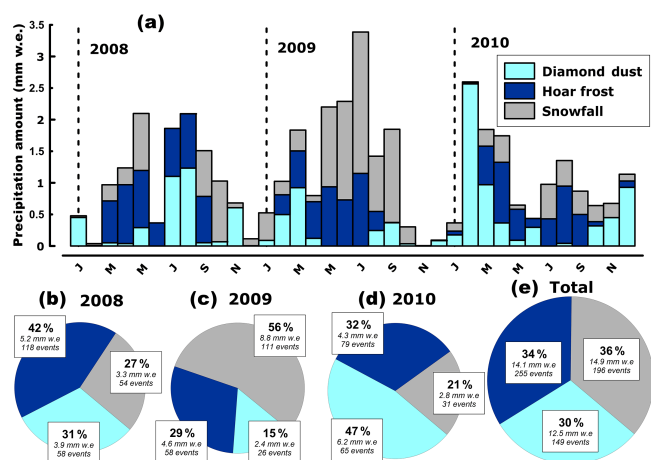 (a)
2008
2009
2010
Precipitation amount (mm w.e.)
3.5
3
2.5
2
1.5
1
0.5
0
Diamond dust
Hoar frost
Snowfall
J M M J S N J M M J S N J M M J S N
(b) 2008
42 %
5.2 mm w.e
118 events
27 %
3.3 mm w.e
54 events
31 %
3.9 mm w.e
58 events
(c) 2009
56 %
8.8 mm w.e
111 events
29 %
4.6 mm w.e
58 events
15 %
2.4 mm w.e
26 events
(d) 2010
32 %
4.3 mm w.e
79 events
21 %
2.8 mm w.e
31 events
47 %
6.2 mm w.e
65 events
(e) Total
34 %
14.1 mm w.e
255 events
36 %
14.9 mm w.e
196 events
30 %
12.5 mm w.e
149 events